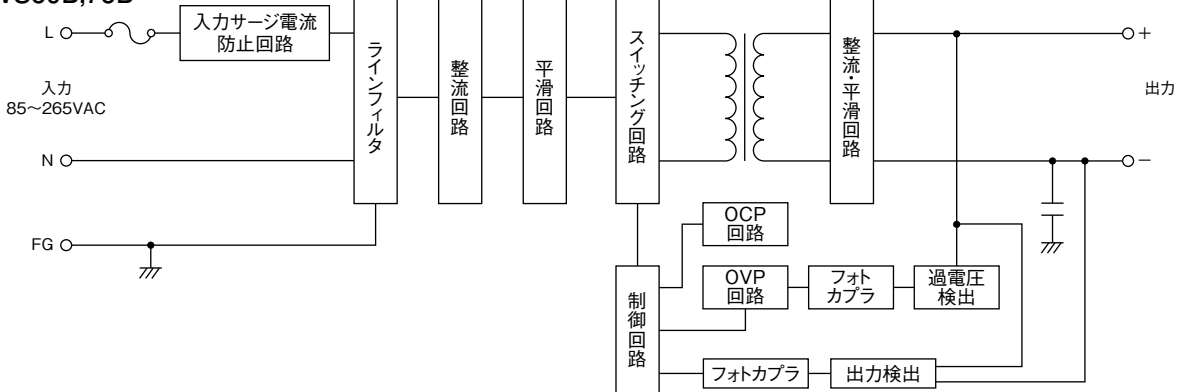 L
入力サージ電流
防止回路
入力
85～265VAC
N
FG
ラインフィルタ
整流回路
平滑回路
スイッチング回路
整流・平滑回路
+
出力
−
OCP
回路
OVP
回路
フォト
カプラ
過電圧
検出
制御回路
フォトカプラ
出力検出